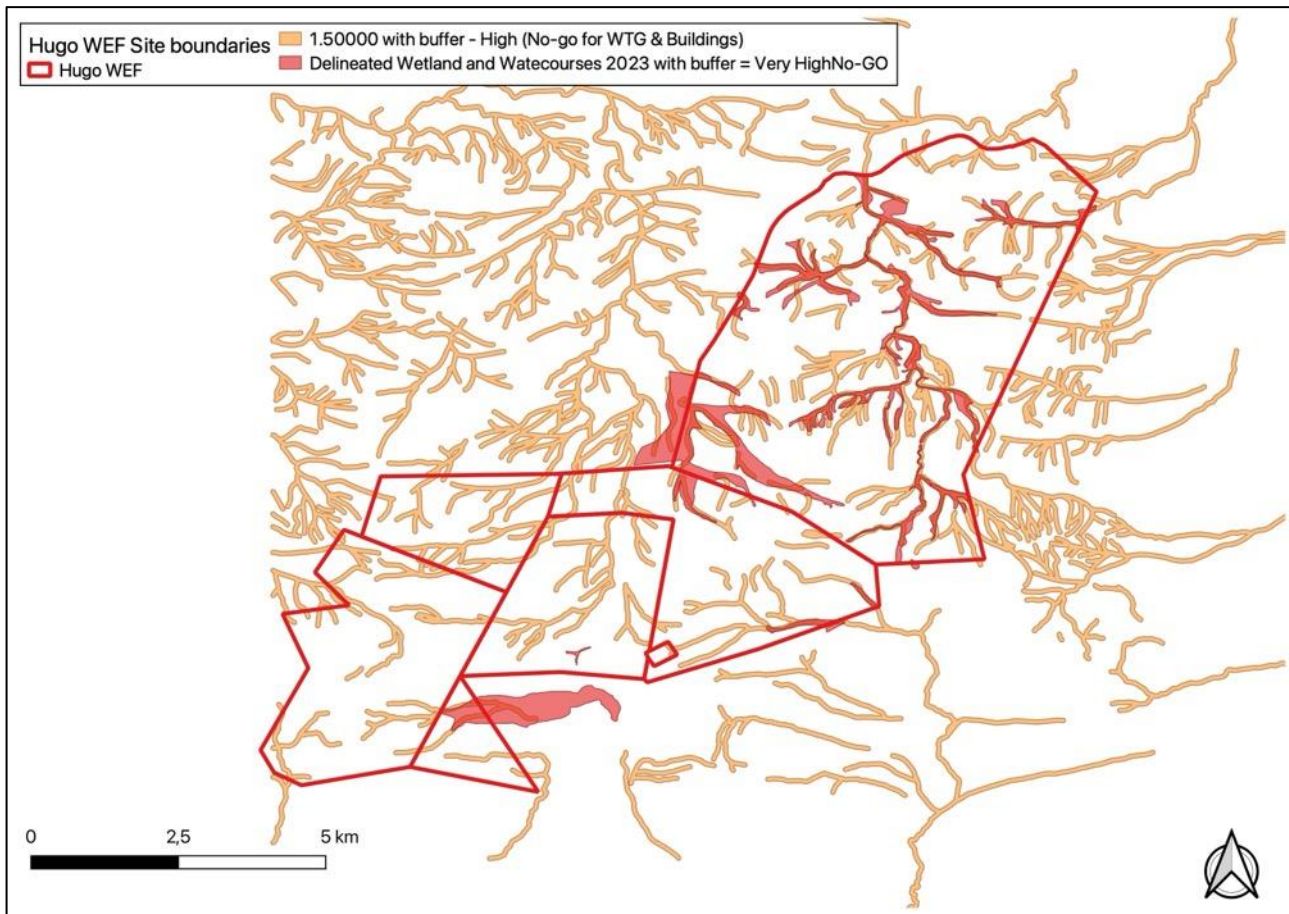 Hugo WEF Site boundaries
Hugo WEF
1.50000 with buffer - High (No-go for WTG & Buildings)
Delineated Wetland and Watercourses 2023 with buffer = Very HighNo-GO
0 2,5 5 km